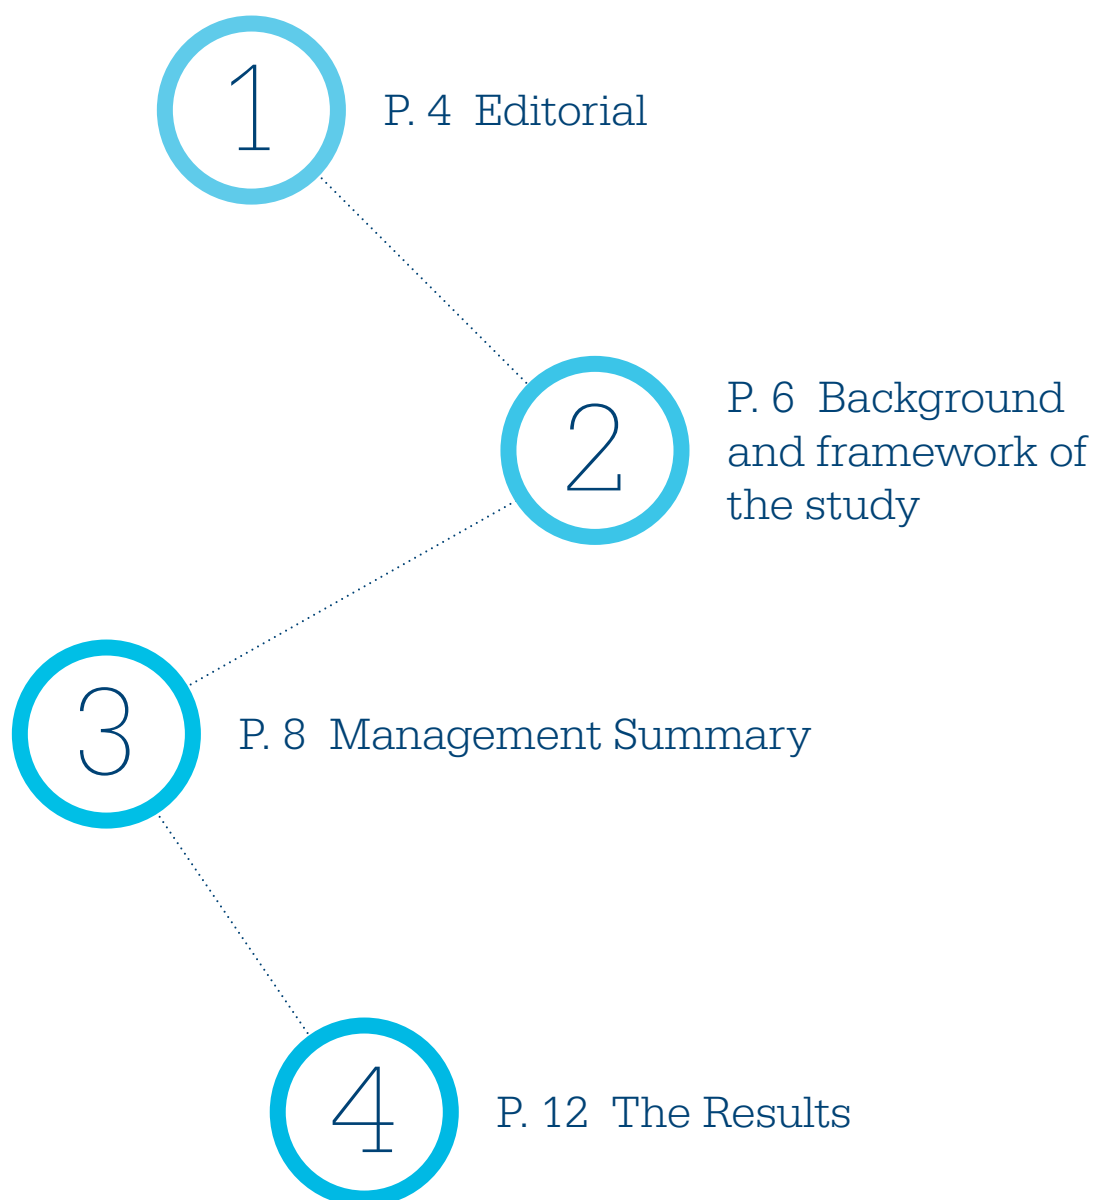 1
P. 4 Editorial
2
P. 6 Background
and framework of
the study
3
P. 8 Management Summary
4
P. 12 The Results